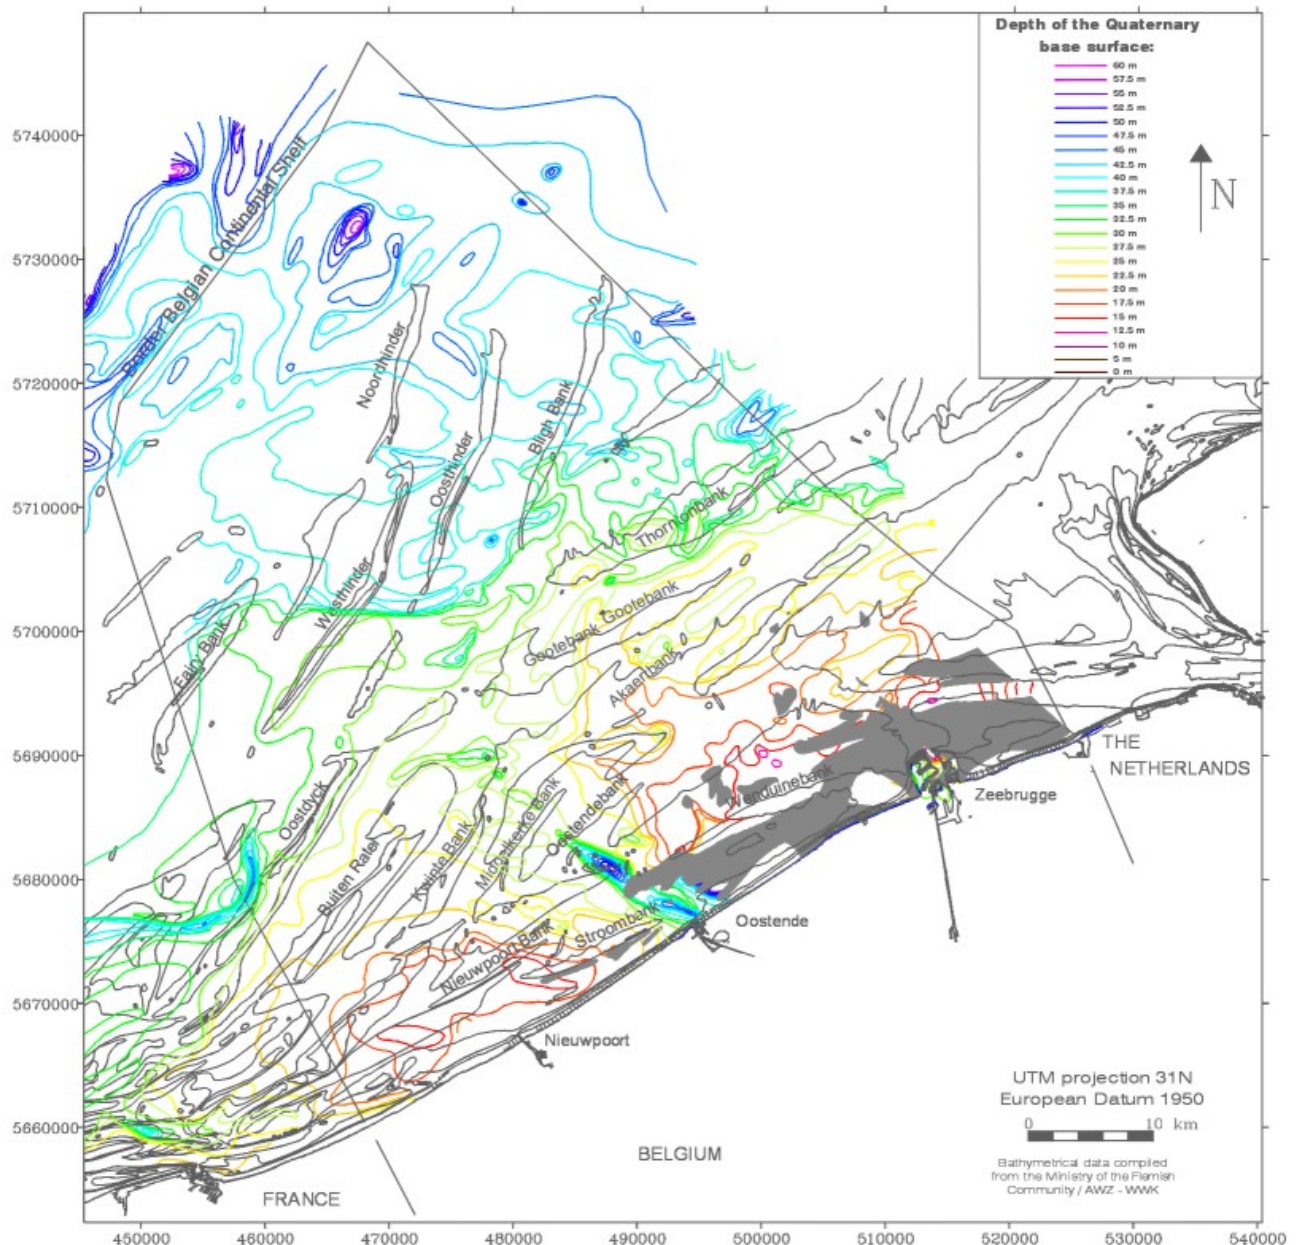 Depth of the Quaternary
base surface:
60 m
57.5 m
55 m
52.5 m
50 m
47.5 m
45 m
42.5 m
40 m
37.5 m
35 m
32.5 m
30 m
27.5 m
25 m
22.5 m
20 m
17.5 m
15 m
12.5 m
10 m
5 m
0 m
N
5740000
5730000
5720000
5710000
5700000
5690000
5680000
5670000
5660000
Border Belgian Continental Shelf
Noordhinder
Oosthinder
Bligh Bank
Thorntonbank
Westhinder
Fairy Bank
Gootebank
Gootebank
Akaertbank
Wenduinebank
Oostdyck
Buiten Ratel
Kwinte Bank
Middelkerke Bank
Oostendebank
Stroombank
Nieuwpoort Bank
THE
NETHERLANDS
Zeebrugge
Oostende
Nieuwpoort
BELGIUM
FRANCE
UTM projection 31N
European Datum 1950
0 10 km
Bathymetrical data compiled
from the Ministry of the Flemish
Community / AWZ - WWK
450000 460000 470000 480000 490000 500000 510000 520000 530000 540000